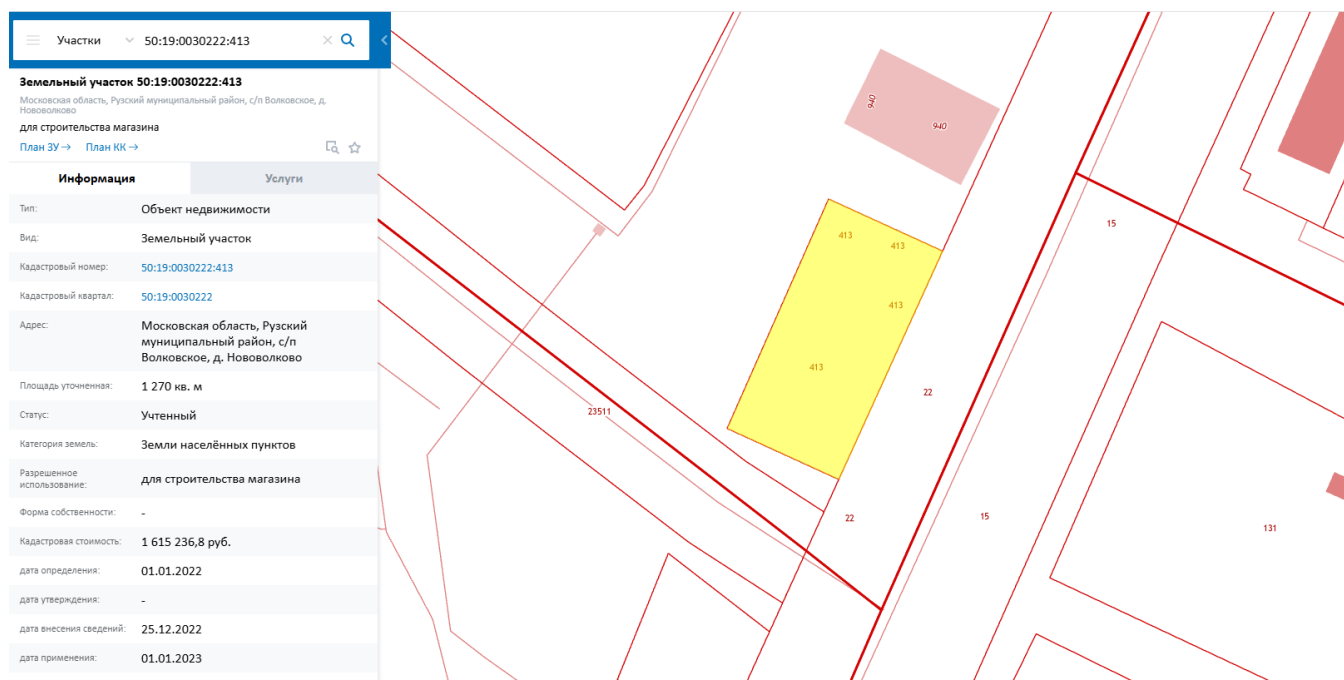 Участки 50:19:0030222:413
Земельный участок 50:19:0030222:413
Московская область, Рузский муниципальный район, с/п Волковское, д.
Нововолково
для строительства магазина
План ЗУ → План КК →
Информация Услуги
Тип: Объект недвижимости
Вид: Земельный участок
Кадастровый номер: 50:19:0030222:413
Кадастровый квартал: 50:19:0030222
Адрес: Московская область, Рузский
муниципальный район, с/п
Волковское, д. Нововолково
Площадь уточненная: 1 270 кв. м
Статус: Учтенный
Категория земель: Земли населённых пунктов
Разрешенное
использование: для строительства магазина
Форма собственности: -
Кадастровая стоимость: 1 615 236,8 руб.
дата определения: 01.01.2022
дата утверждения: -
дата внесения сведений: 25.12.2022
дата применения: 01.01.2023
940
940
15
413
413
413
413
22
23511
22
15
131